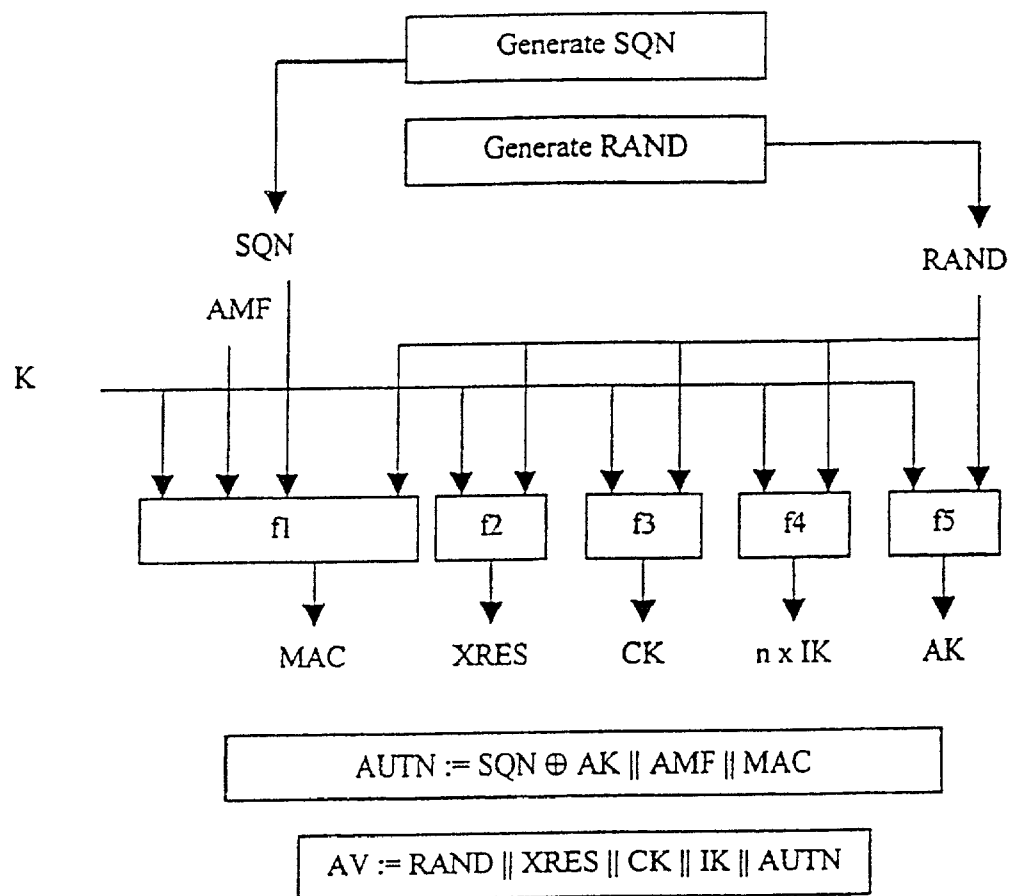 Generate SQN
Generate RAND
SQN
RAND
AMF
K
f1
f2
f3
f4
f5
MAC
XRES
CK
n x IK
AK
AUTN := SQN ⊕ AK || AMF || MAC
AV := RAND || XRES || CK || IK || AUTN